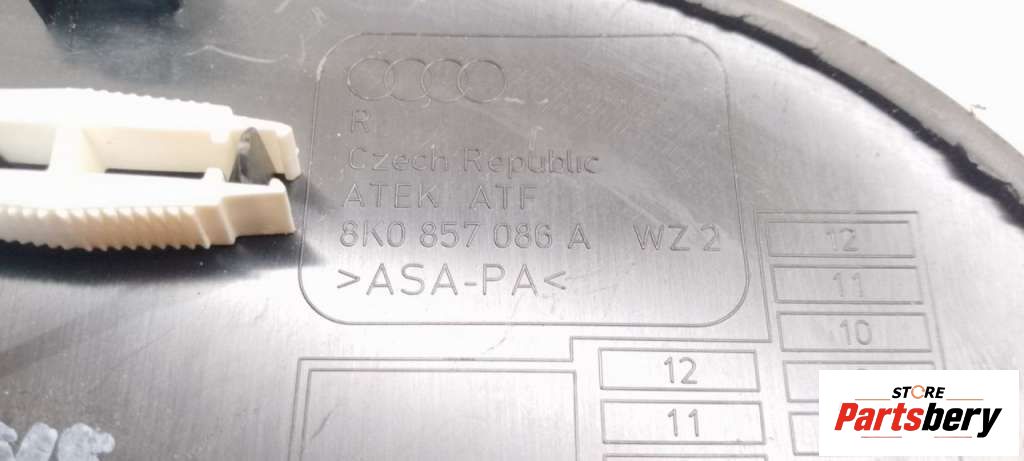 R
Czech Republic
ATEK ATF
8K0 857 086 A WZ 2
>ASA-PA<
12
11
10
12
11
STORE
Partsbery